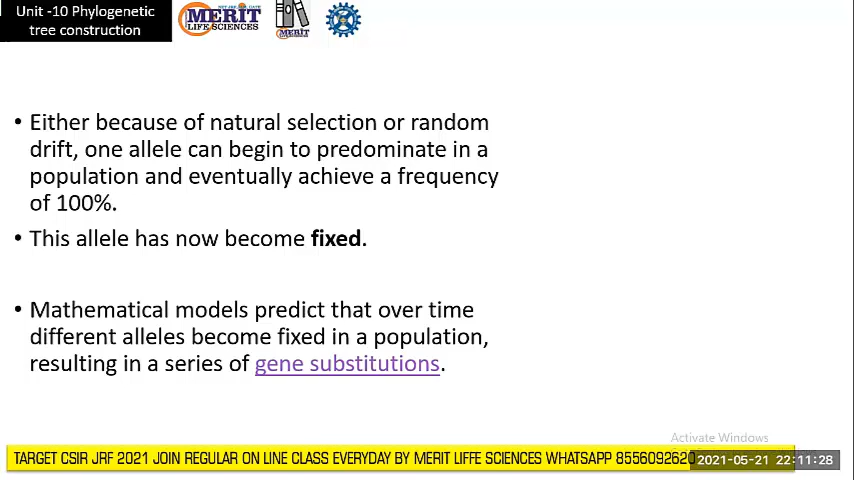 Unit -10 Phylogenetic
tree construction
MERIT
LIFE SCIENCES
MERIT
• Either because of natural selection or random
drift, one allele can begin to predominate in a
population and eventually achieve a frequency
of 100%.
• This allele has now become fixed.
• Mathematical models predict that over time
different alleles become fixed in a population,
resulting in a series of gene substitutions.
Activate Windows
TARGET CSIR JRF 2021 JOIN REGULAR ON LINE CLASS EVERYDAY BY MERIT LIFFE SCIENCES WHATSAPP 8556092620
2021-05-21 22:11:28